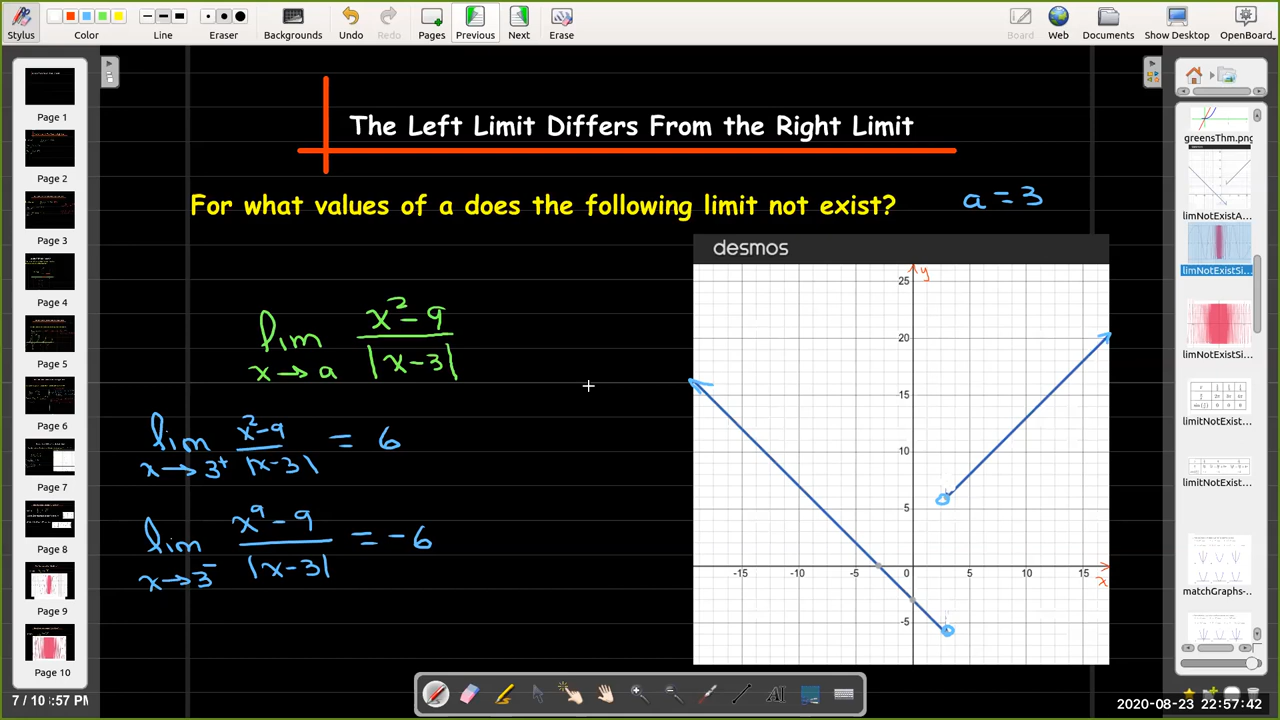 Stylus Color Line Eraser Backgrounds Undo Redo Pages Previous Next Erase Board Web Documents Show Desktop OpenBoard
Page 1
Page 2
Page 3
Page 4
Page 5
Page 6
Page 7
Page 8
Page 9
Page 10
7 / 10
:57 PM
The Left Limit Differs From the Right Limit
For what values of a does the following limit not exist? a = 3
lim x → a x² - 9 / |x - 3|
lim x → 3⁺ x² - 9 / |x - 3| = 6
lim x → 3⁻ x⁹ - 9 / |x - 3| = -6
desmos
y
25
20
15
10
5
-15 -10 -5 0 5 10 15
x
-5
greensThm.png
limNotExistA...
limNotExistSi...
limNotExistSi...
limitNotExist...
limitNotExist...
matchGraphs-...
2020-08-23 22:57:42